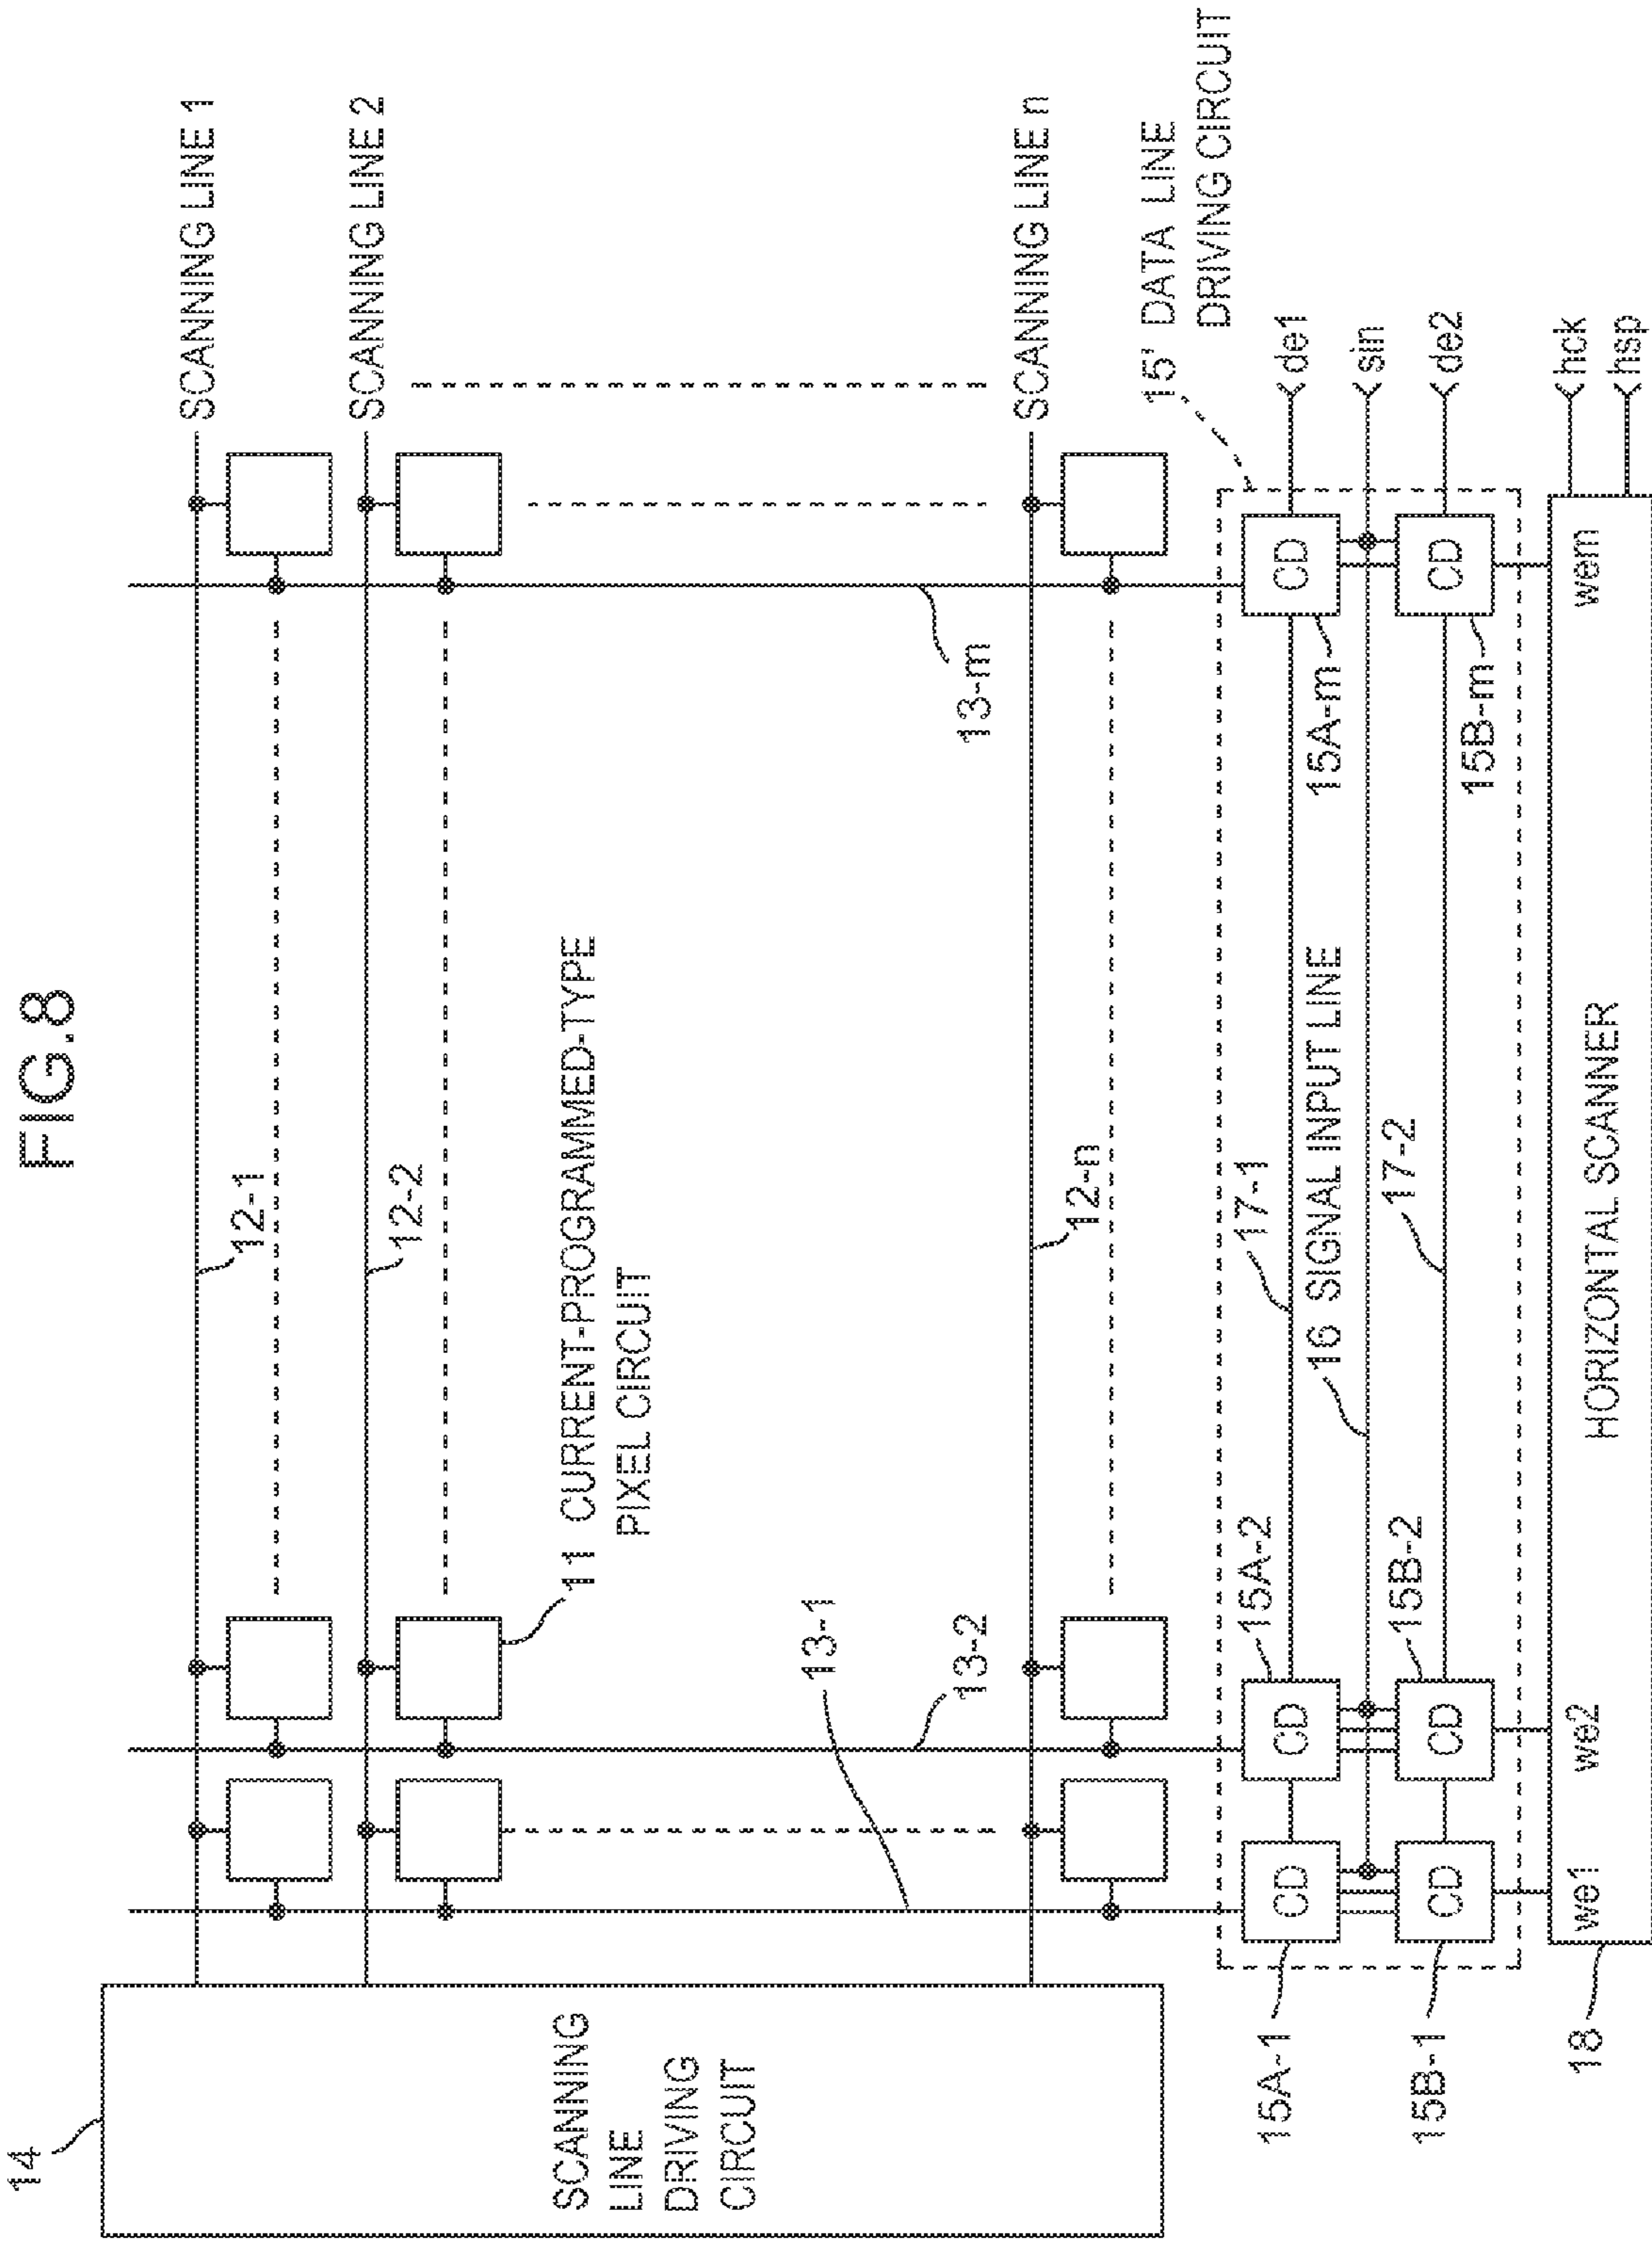 FIG.8
14
SCANNING
LINE
DRIVING
CIRCUIT
SCANNING LINE 1
SCANNING LINE 2
SCANNING LINE n
12-1
12-2
12-n
11 CURRENT-PROGRAMMED-TYPE
PIXEL CIRCUIT
13-1
13-2
13-m
15' DATA LINE
DRIVING CIRCUIT
15A-1
15A-2
15A-m
CD
CD
CD
17-1
de1
16 SIGNAL INPUT LINE
sin
15B-1
15B-2
15B-m
CD
CD
CD
17-2
de2
18
we1
we2
wem
HORIZONTAL SCANNER
hck
hsp